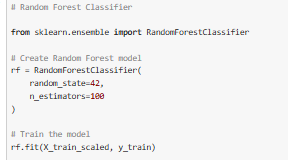 # Random Forest Classifier
from sklearn.ensemble import RandomForestClassifier
# Create Random Forest model
rf = RandomForestClassifier(
    random_state=42,
    n_estimators=100
)
# Train the model
rf.fit(X_train_scaled, y_train)